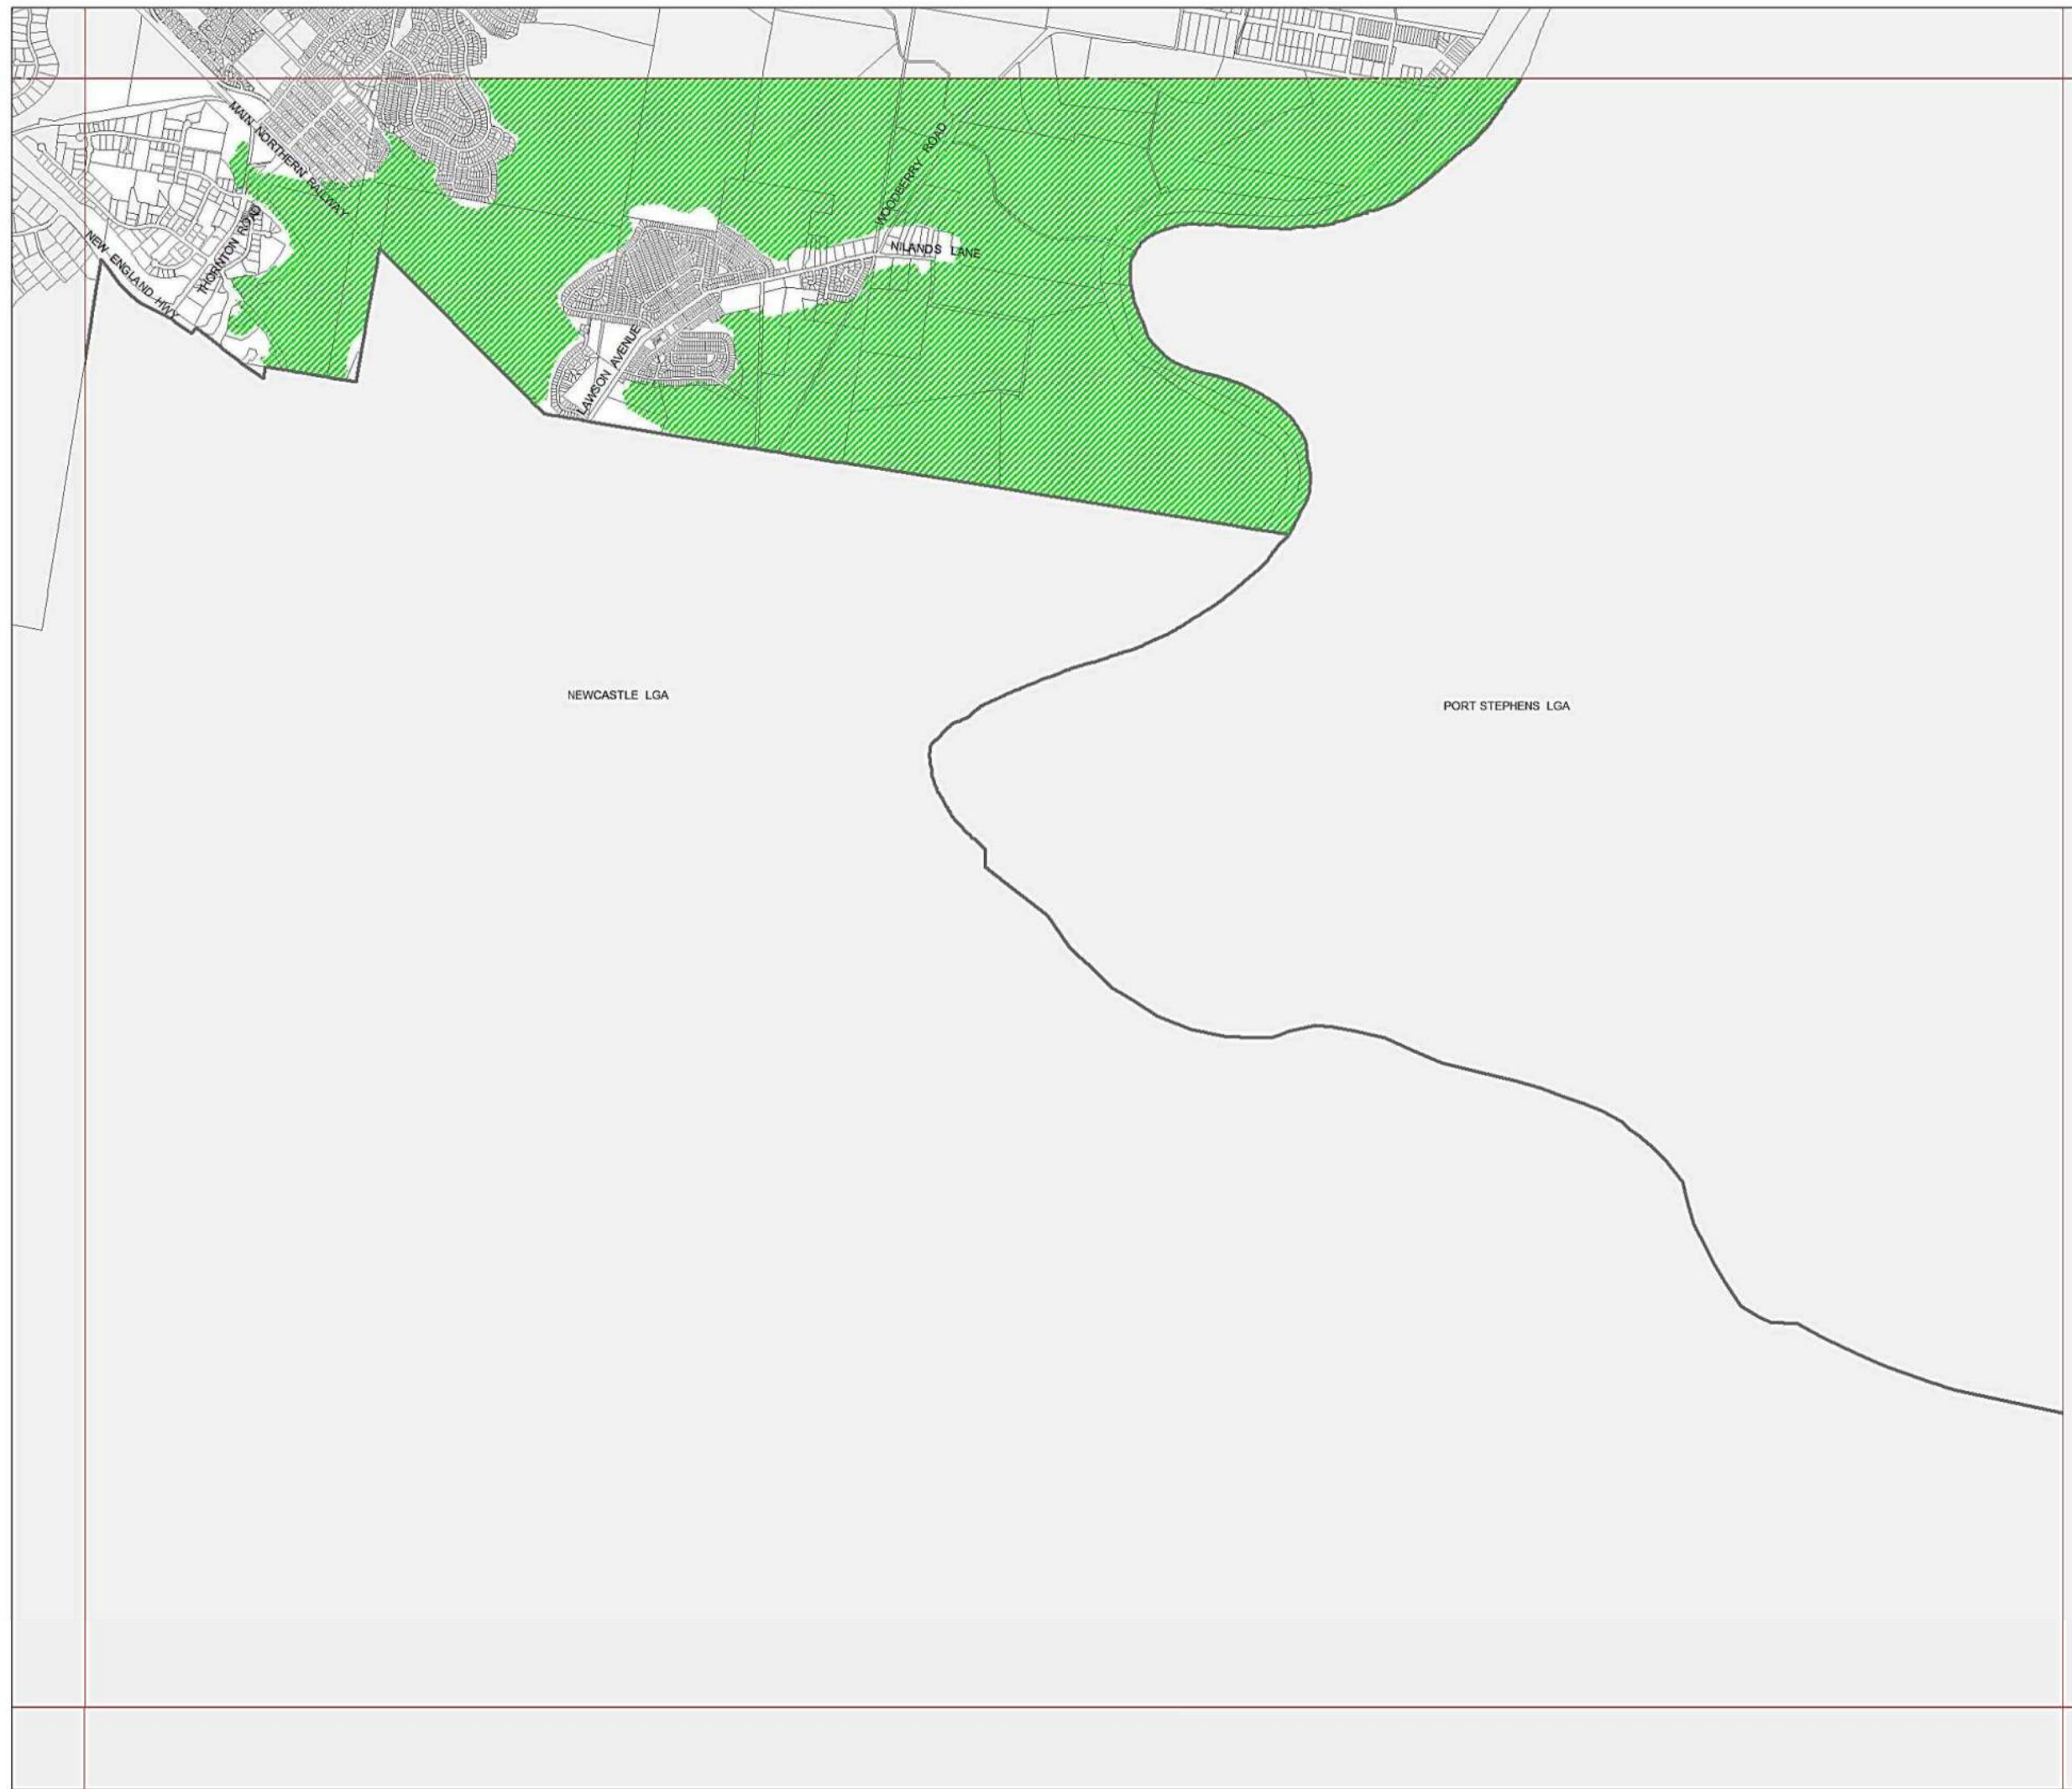 MAIN NORTHERN RAILWAY
WOODBERRY ROAD
THORNTON ROAD
NEW ENGLAND HWY
NILANDS LANE
LAWSON AVENUE
NEWCASTLE LGA
PORT STEPHENS LGA